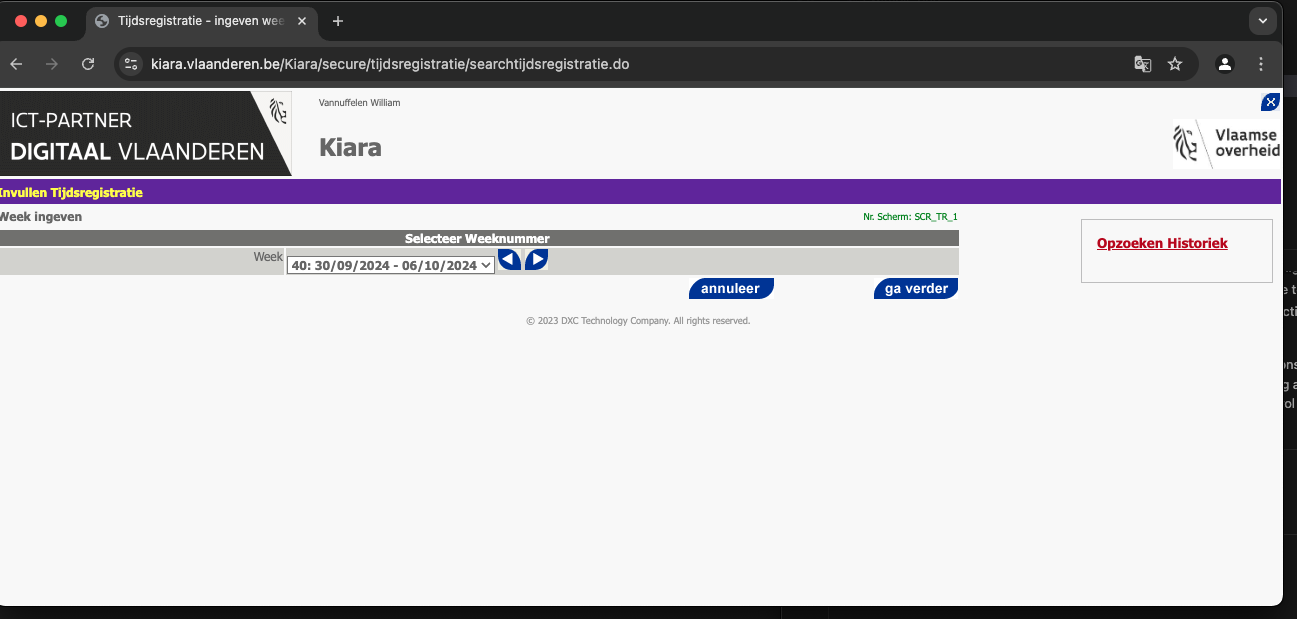 Tijdsregistratie - ingeven wee
kiara.vlaanderen.be/Kiara/secure/tijdsregistratie/searchtijdsregistratie.do
ICT-PARTNER
DIGITAAL VLAANDEREN
Vannuffelen William
Kiara
Vlaamse
overheid
Invullen Tijdsregistratie
Week ingeven
Nr. Scherm: SCR_TR_1
Selecteer Weeknummer
Week
40: 30/09/2024 - 06/10/2024
annuleer
ga verder
Opzoeken Historiek
© 2023 DXC Technology Company. All rights reserved.